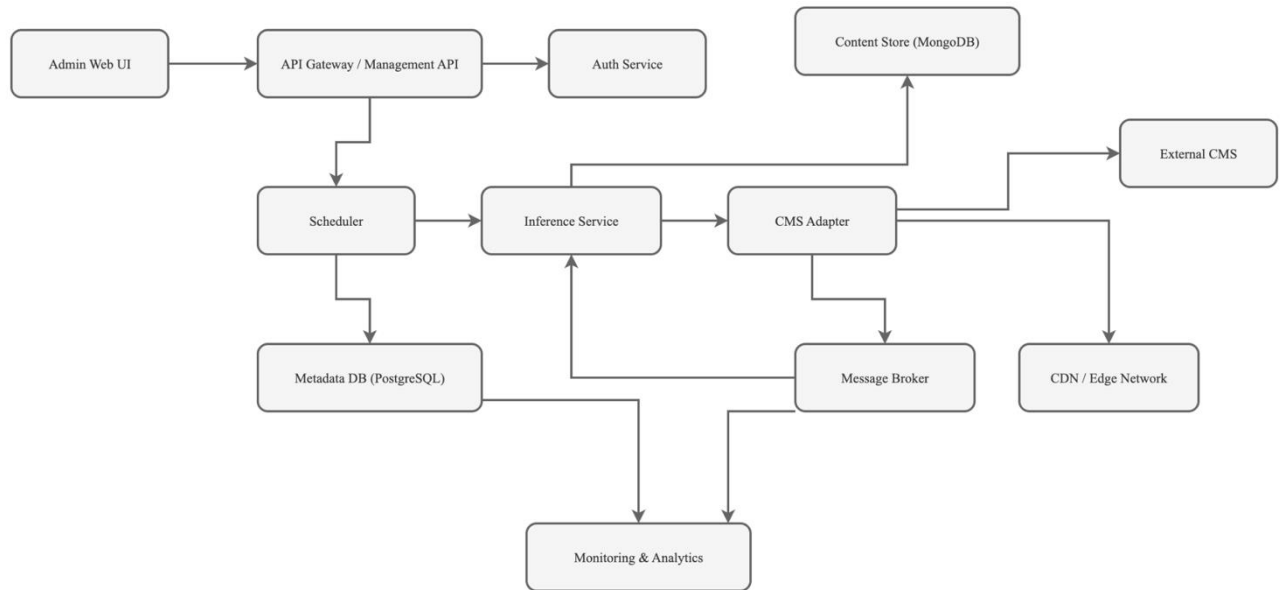 Content Store (MongoDB)
Admin Web UI
API Gateway / Management API
Auth Service
External CMS
Scheduler
Inference Service
CMS Adapter
Metadata DB (PostgreSQL)
Message Broker
CDN / Edge Network
Monitoring & Analytics